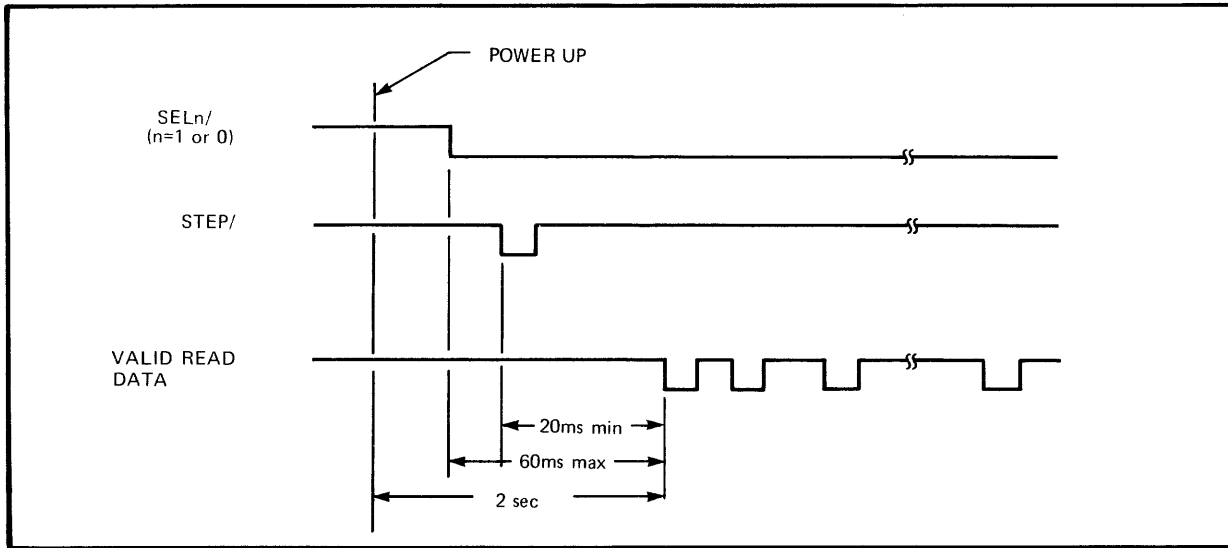 POWER UP
SELn/
(n=1 or 0)
STEP/
VALID READ
DATA
20ms min
60ms max
2 sec